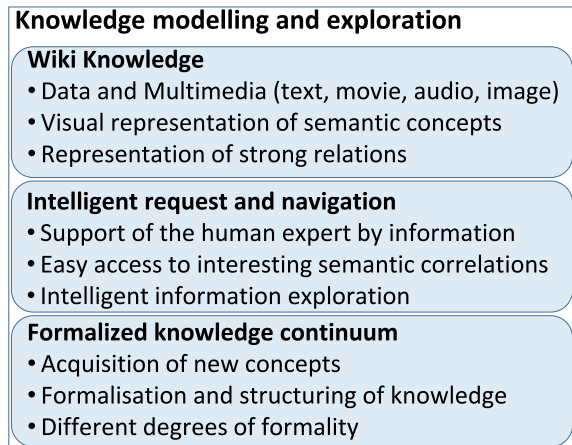 Knowledge modelling and exploration
Wiki Knowledge
• Data and Multimedia (text, movie, audio, image)
• Visual representation of semantic concepts
• Representation of strong relations
Intelligent request and navigation
• Support of the human expert by information
• Easy access to interesting semantic correlations
• Intelligent information exploration
Formalized knowledge continuum
• Acquisition of new concepts
• Formalisation and structuring of knowledge
• Different degrees of formality